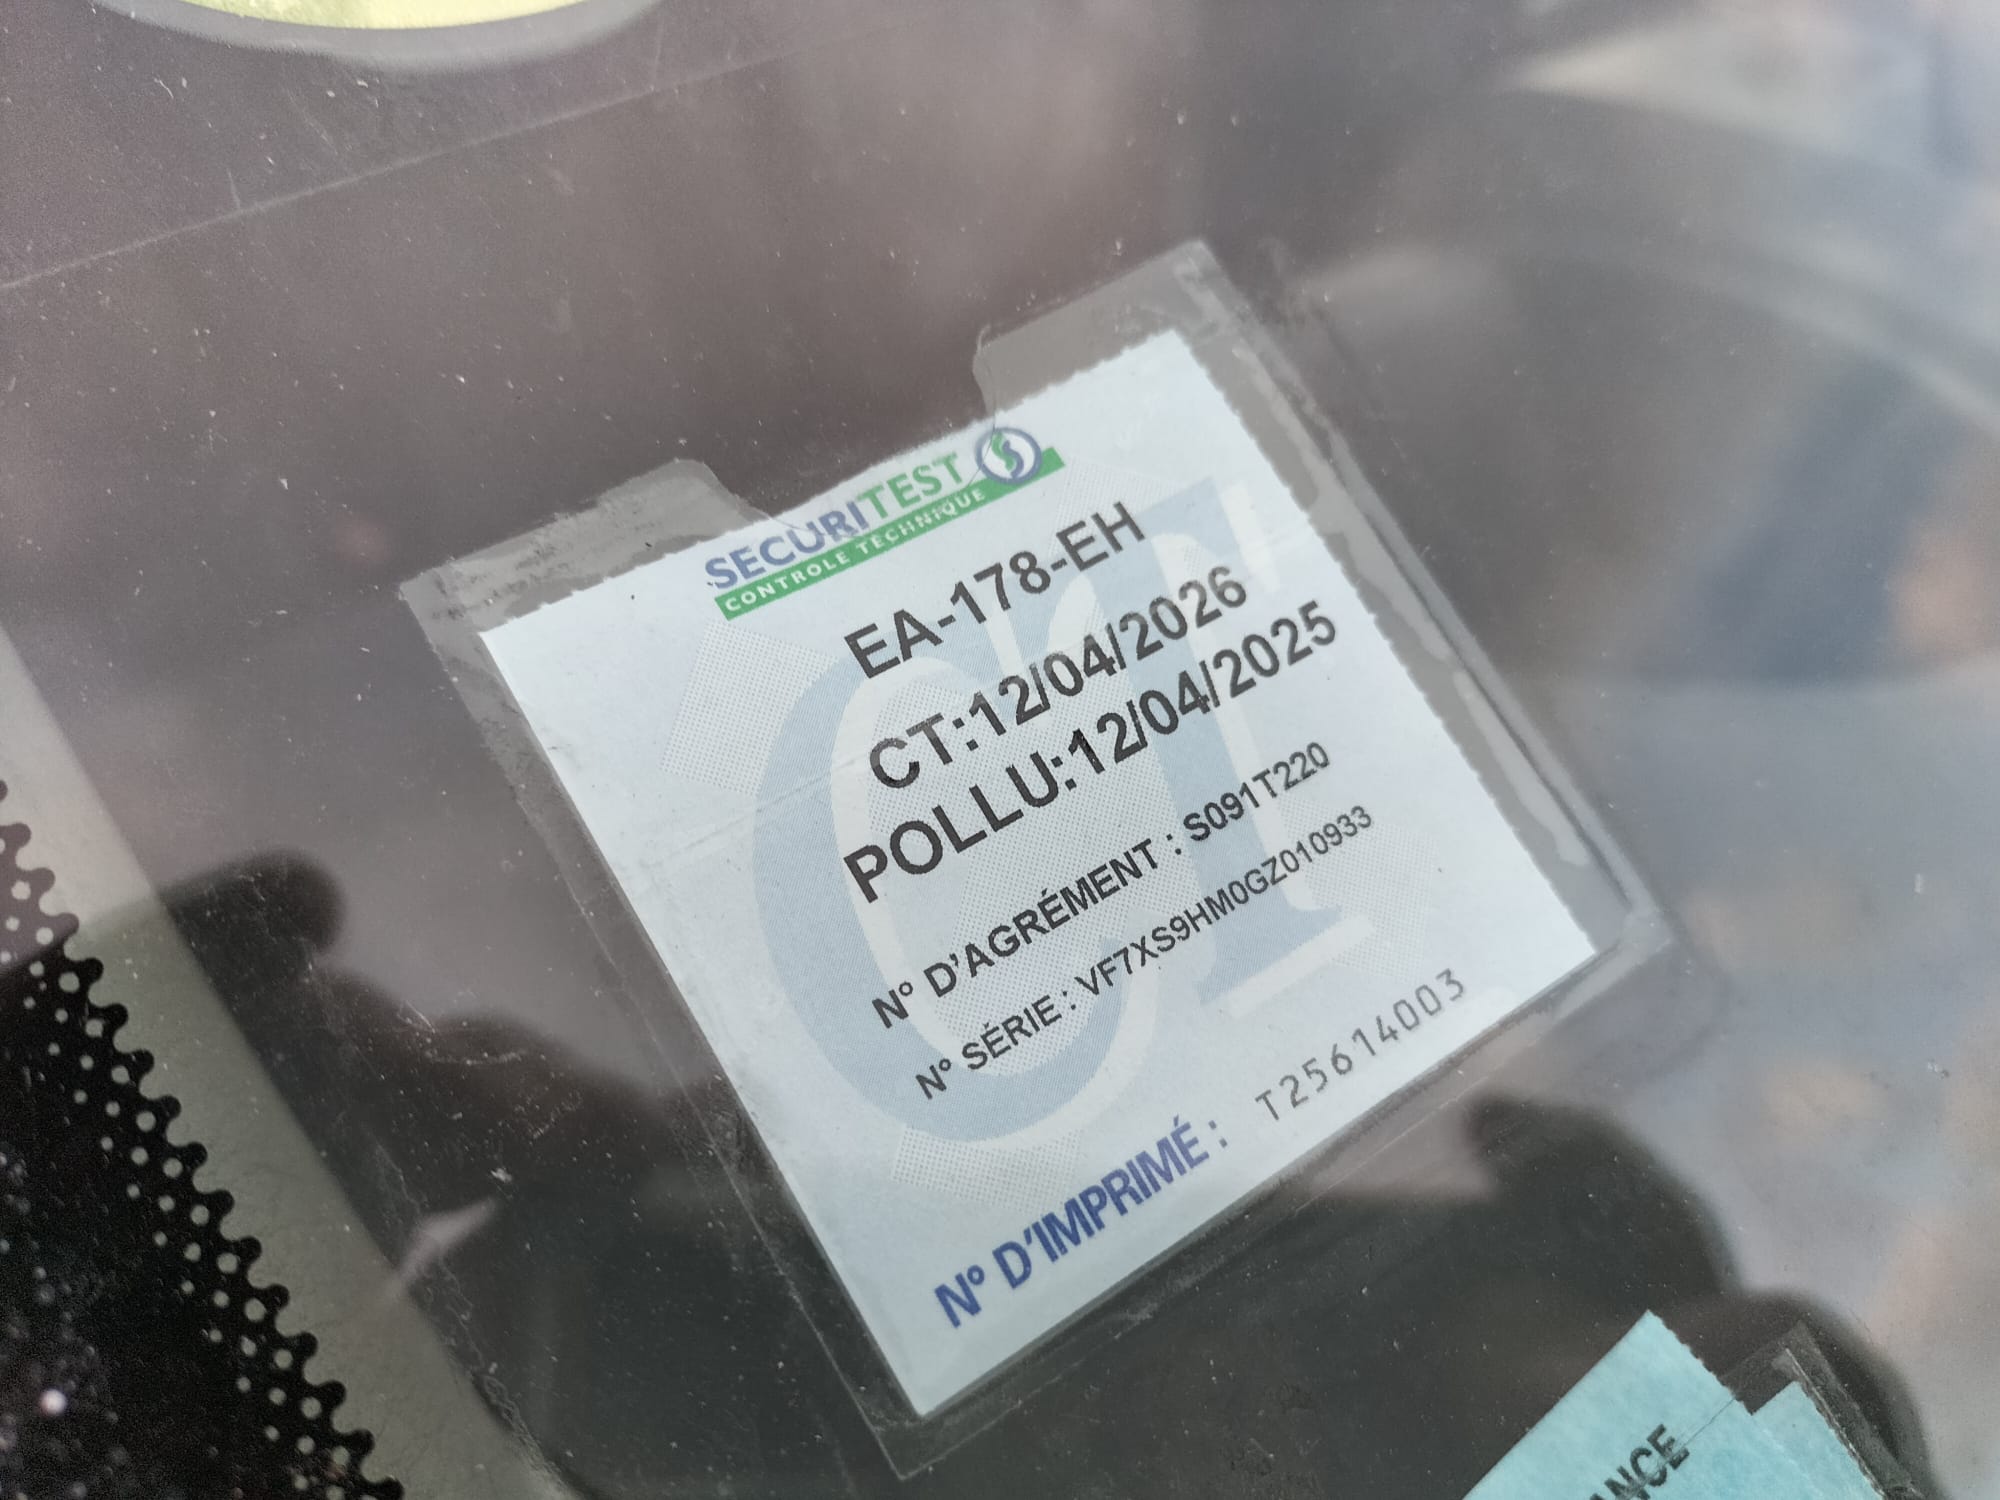 SECURITEST
CONTROLE TECHNIQUE
EA-178-EH
CT:12/04/2026
POLLU:12/04/2025
N° D'AGRÉMENT : S091T220
N° SÉRIE : VF7XS9HM0GZ010933
N° D'IMPRIMÉ : T25614003
ANCE